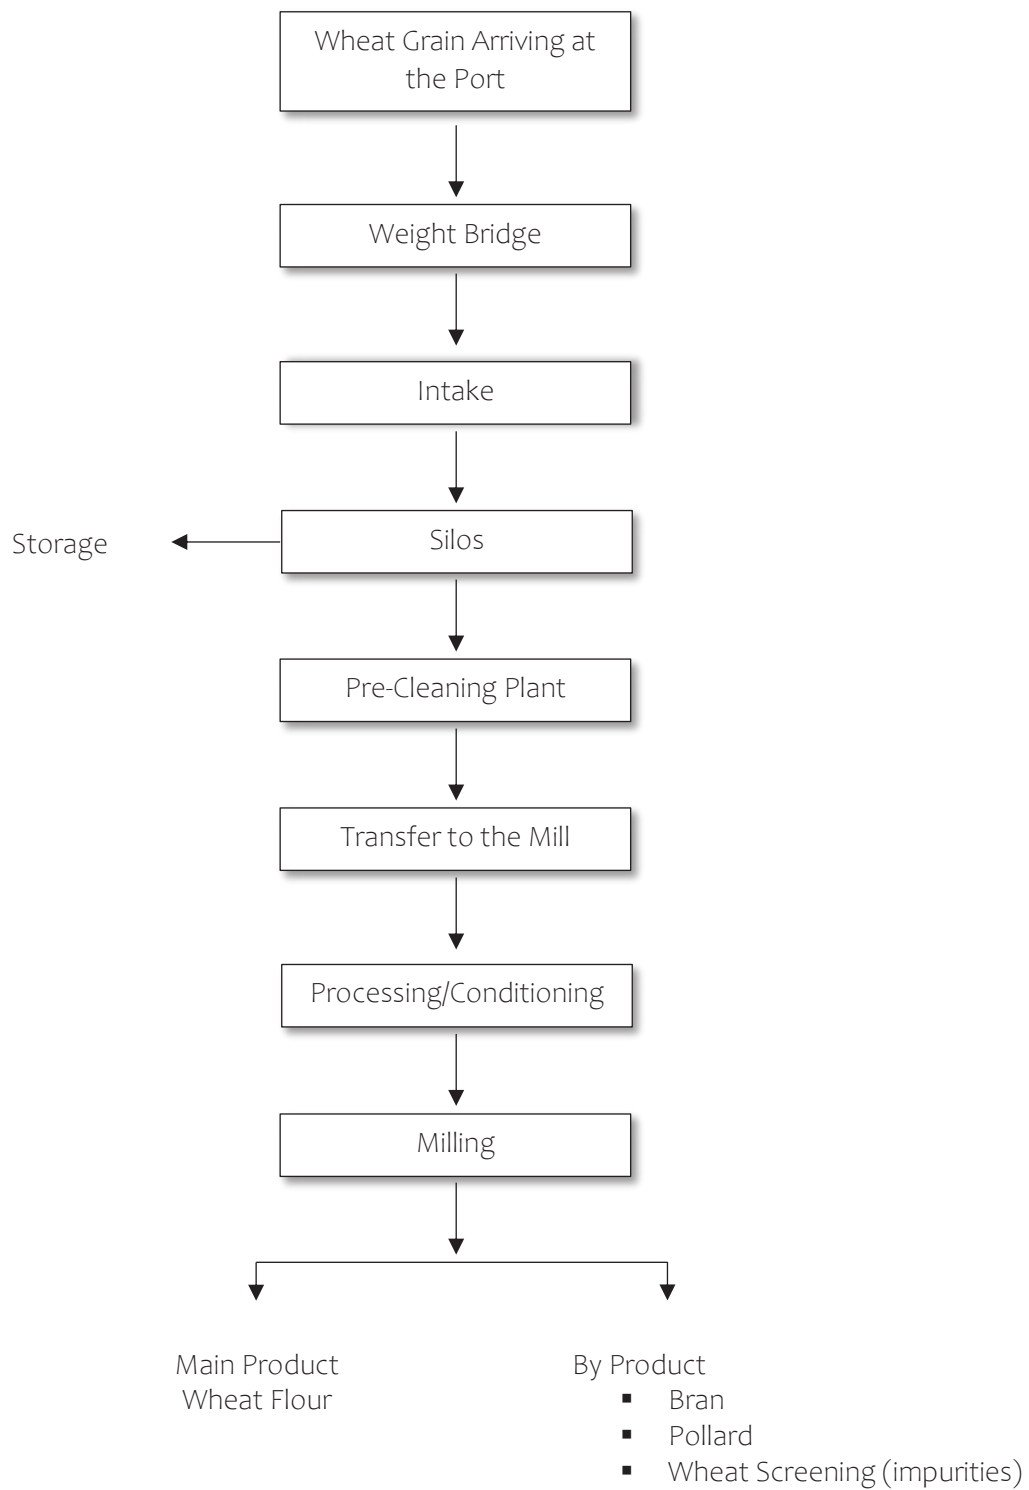 Wheat Grain Arriving at
the Port
Weight Bridge
Intake
Storage
Silos
Pre-Cleaning Plant
Transfer to the Mill
Processing/Conditioning
Milling
Main Product
Wheat Flour
By Product
▪ Bran
▪ Pollard
▪ Wheat Screening (impurities)